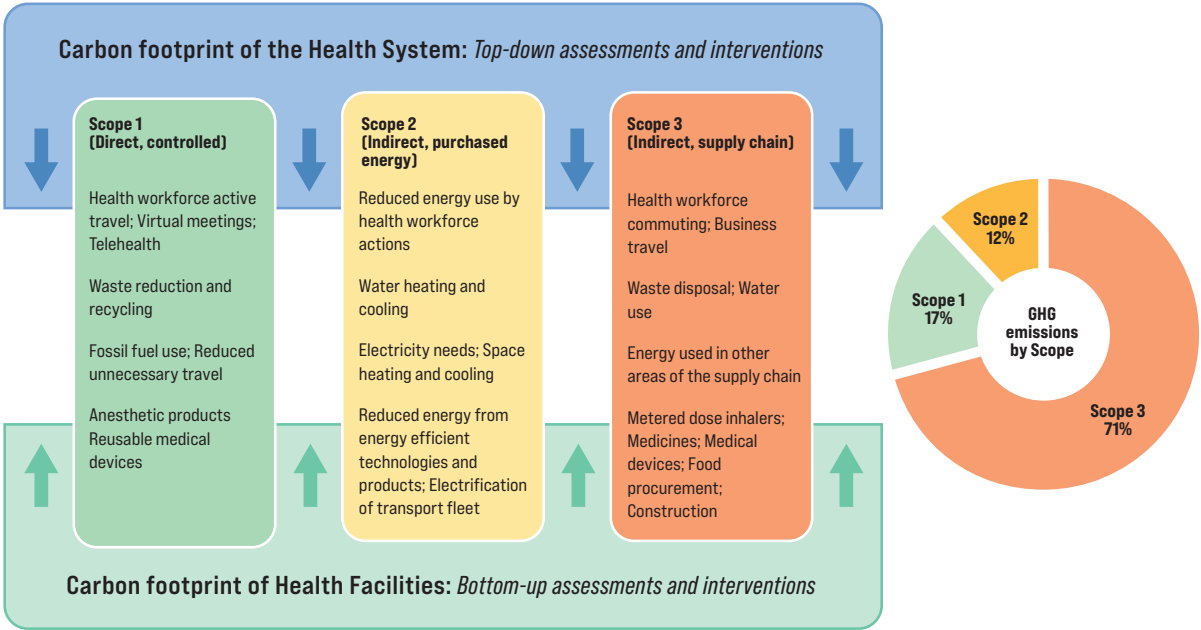 Carbon footprint of the Health System: Top-down assessments and interventions
Scope 1
(Direct, controlled)
Health workforce active
travel; Virtual meetings;
Telehealth
Waste reduction and
recycling
Fossil fuel use; Reduced
unnecessary travel
Anesthetic products
Reusable medical
devices
Scope 2
(Indirect, purchased
energy)
Reduced energy use by
health workforce
actions
Water heating and
cooling
Electricity needs; Space
heating and cooling
Reduced energy from
energy efficient
technologies and
products; Electrification
of transport fleet
Scope 3
(Indirect, supply chain)
Health workforce
commuting; Business
travel
Waste disposal; Water
use
Energy used in other
areas of the supply chain
Metered dose inhalers;
Medicines; Medical
devices; Food
procurement;
Construction
Carbon footprint of Health Facilities: Bottom-up assessments and interventions
Scope 2
12%
Scope 1
17%
GHG
emissions
by Scope
Scope 3
71%